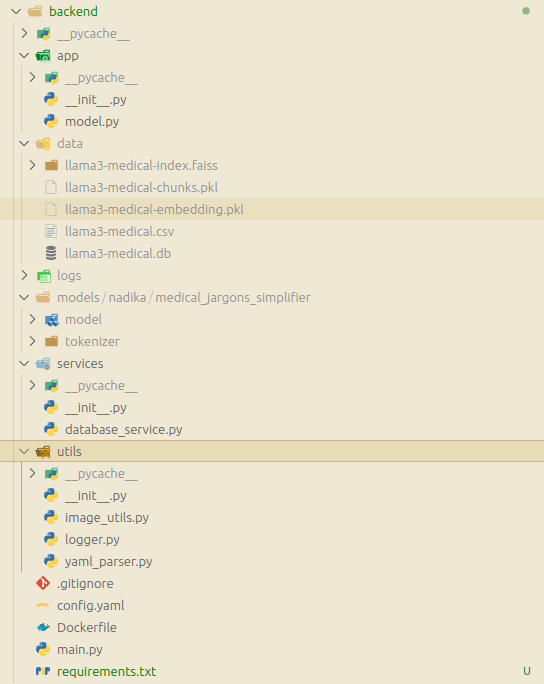 backend
__pycache__
app
__pycache__
__init__.py
model.py
data
llama3-medical-index.faiss
llama3-medical-chunks.pkl
llama3-medical-embedding.pkl
llama3-medical.csv
llama3-medical.db
logs
models/nadika/medical_jargons_simplifier
model
tokenizer
services
__pycache__
__init__.py
database_service.py
utils
__pycache__
__init__.py
image_utils.py
logger.py
yaml_parser.py
.gitignore
config.yaml
Dockerfile
main.py
requirements.txt U